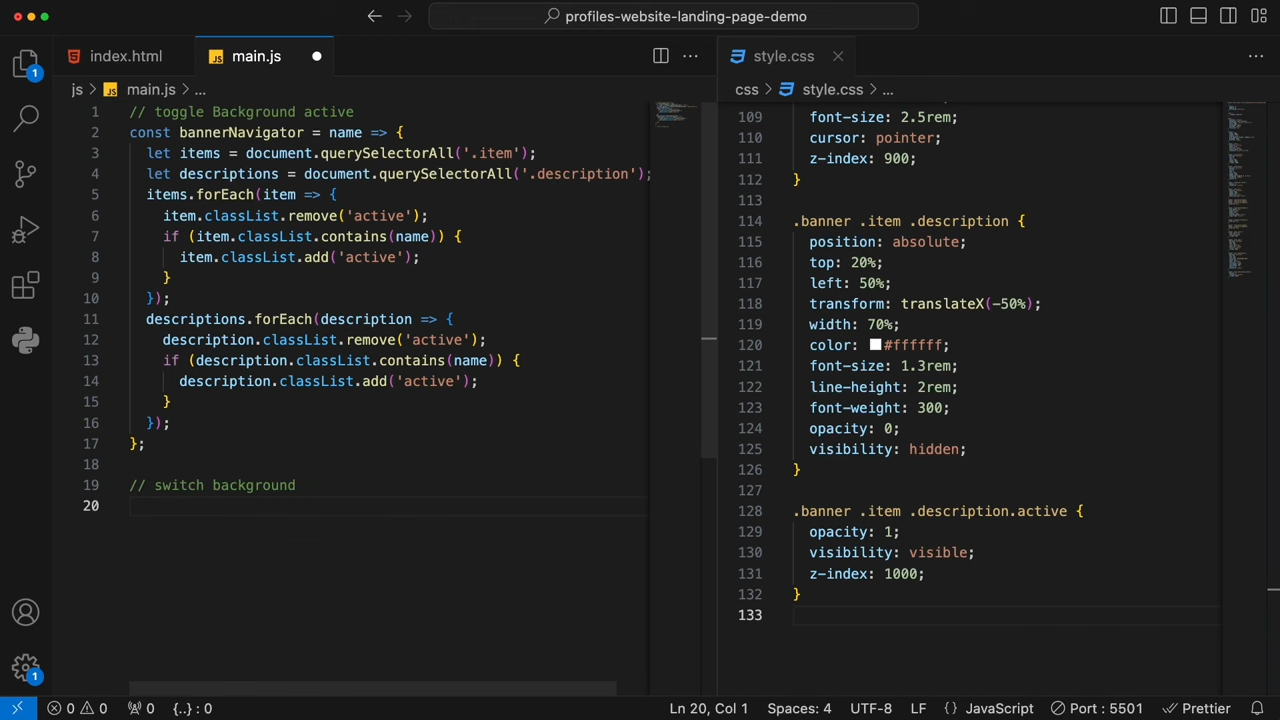 profiles-website-landing-page-demo
index.html
main.js
style.css
1
js > main.js > ...
css > style.css > ...
1 // toggle Background active
2 const bannerNavigator = name => {
3 let items = document.querySelectorAll('.item');
4 let descriptions = document.querySelectorAll('.description');
5 items.forEach(item => {
6 item.classList.remove('active');
7 if (item.classList.contains(name)) {
8 item.classList.add('active');
9 }
10 });
11 descriptions.forEach(description => {
12 description.classList.remove('active');
13 if (description.classList.contains(name)) {
14 description.classList.add('active');
15 }
16 });
17 };
18
19 // switch background
20
109 font-size: 2.5rem;
110 cursor: pointer;
111 z-index: 900;
112 }
113
114 .banner .item .description {
115 position: absolute;
116 top: 20%;
117 left: 50%;
118 transform: translateX(-50%);
119 width: 70%;
120 color: #ffffff;
121 font-size: 1.3rem;
122 line-height: 2rem;
123 font-weight: 300;
124 opacity: 0;
125 visibility: hidden;
126 }
127
128 .banner .item .description.active {
129 opacity: 1;
130 visibility: visible;
131 z-index: 1000;
132 }
133
1
0 0 0 {..} : 0 Ln 20, Col 1 Spaces: 4 UTF-8 LF {} JavaScript Port : 5501 Prettier